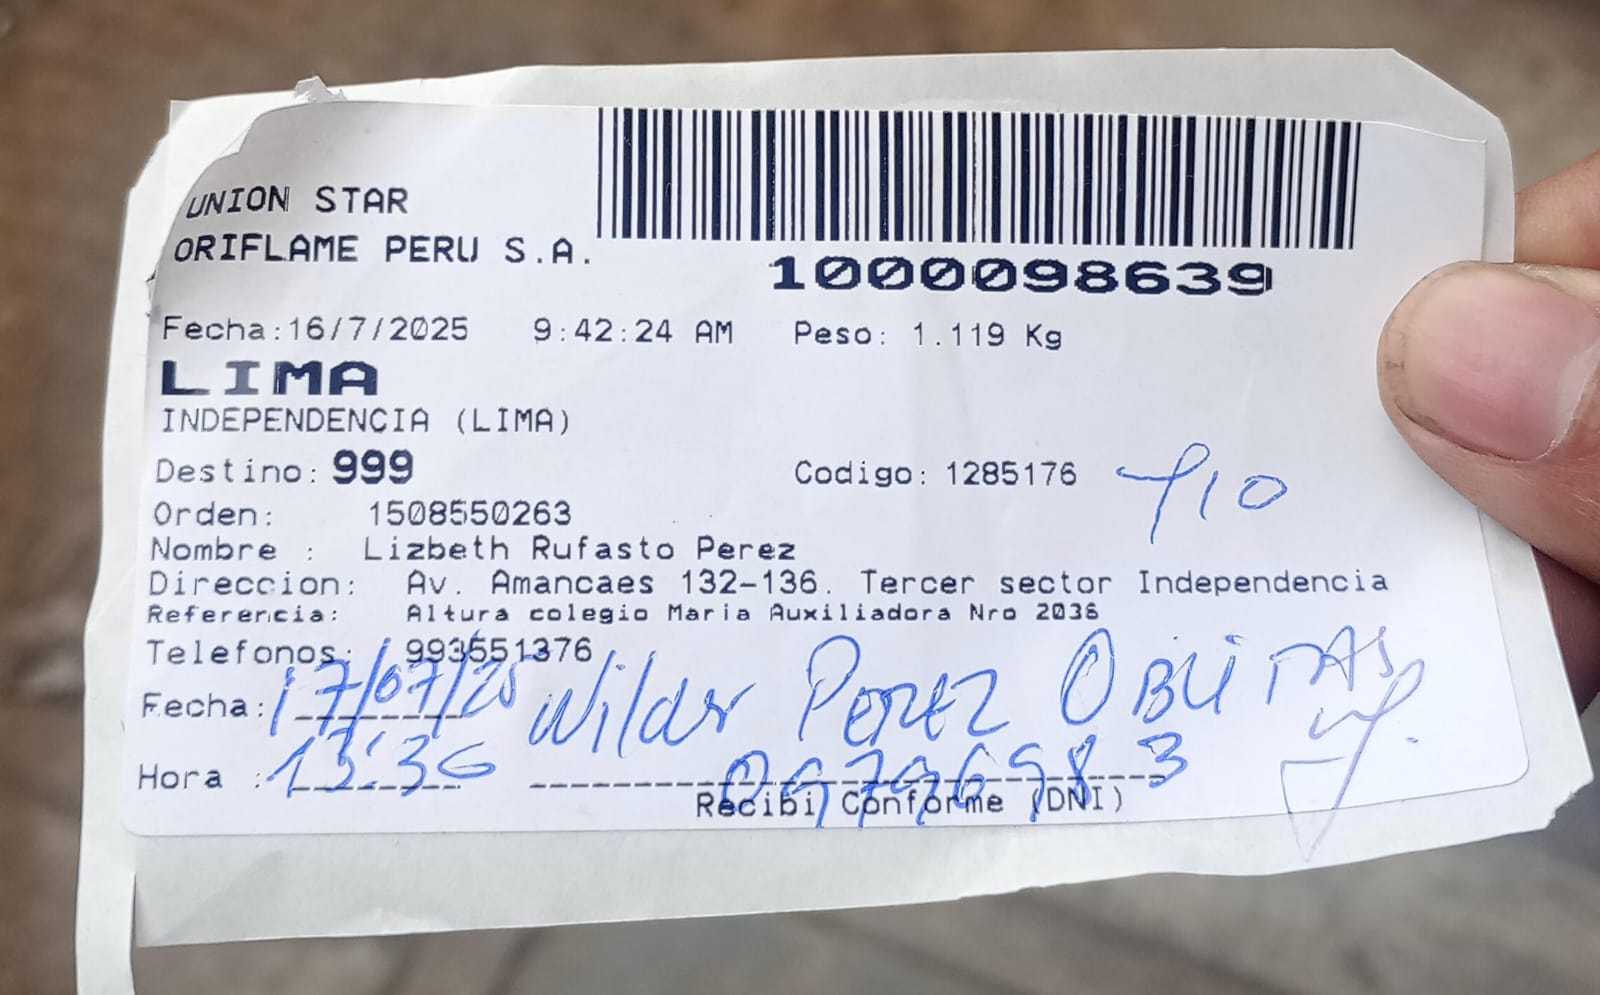 UNION STAR
ORIFLAME PERU S.A.
1000098639
Fecha:16/7/2025 9:42:24 AM Peso: 1.119 Kg
LIMA
INDEPENDENCIA (LIMA)
Destino: 999 Codigo: 1285176 TIO
Orden: 1508550263
Nombre : Lizbeth Rufasto Perez
Direccion: Av. Amancaes 132-136. Tercer sector Independencia
Referencia: Altura colegio Maria Auxiliadora Nro 2036
Telefonos: 993551376
Fecha: 17/07/25 Wilder PEREZ OBLITAS
Hora : 13:36
Recibi Conforme (DNI)